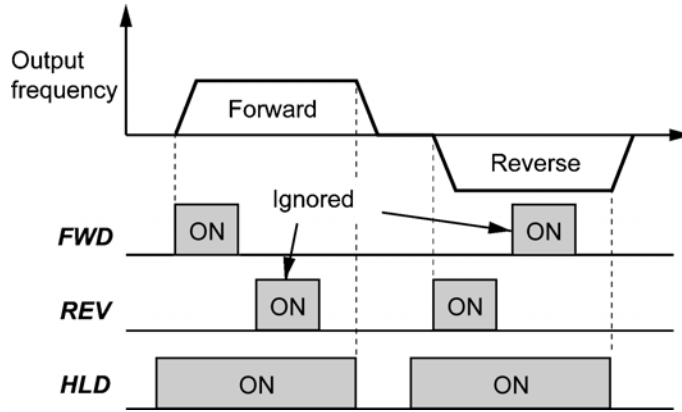 Output
frequency
Forward
Reverse
Ignored
FWD ON ON
REV ON ON
HLD ON ON